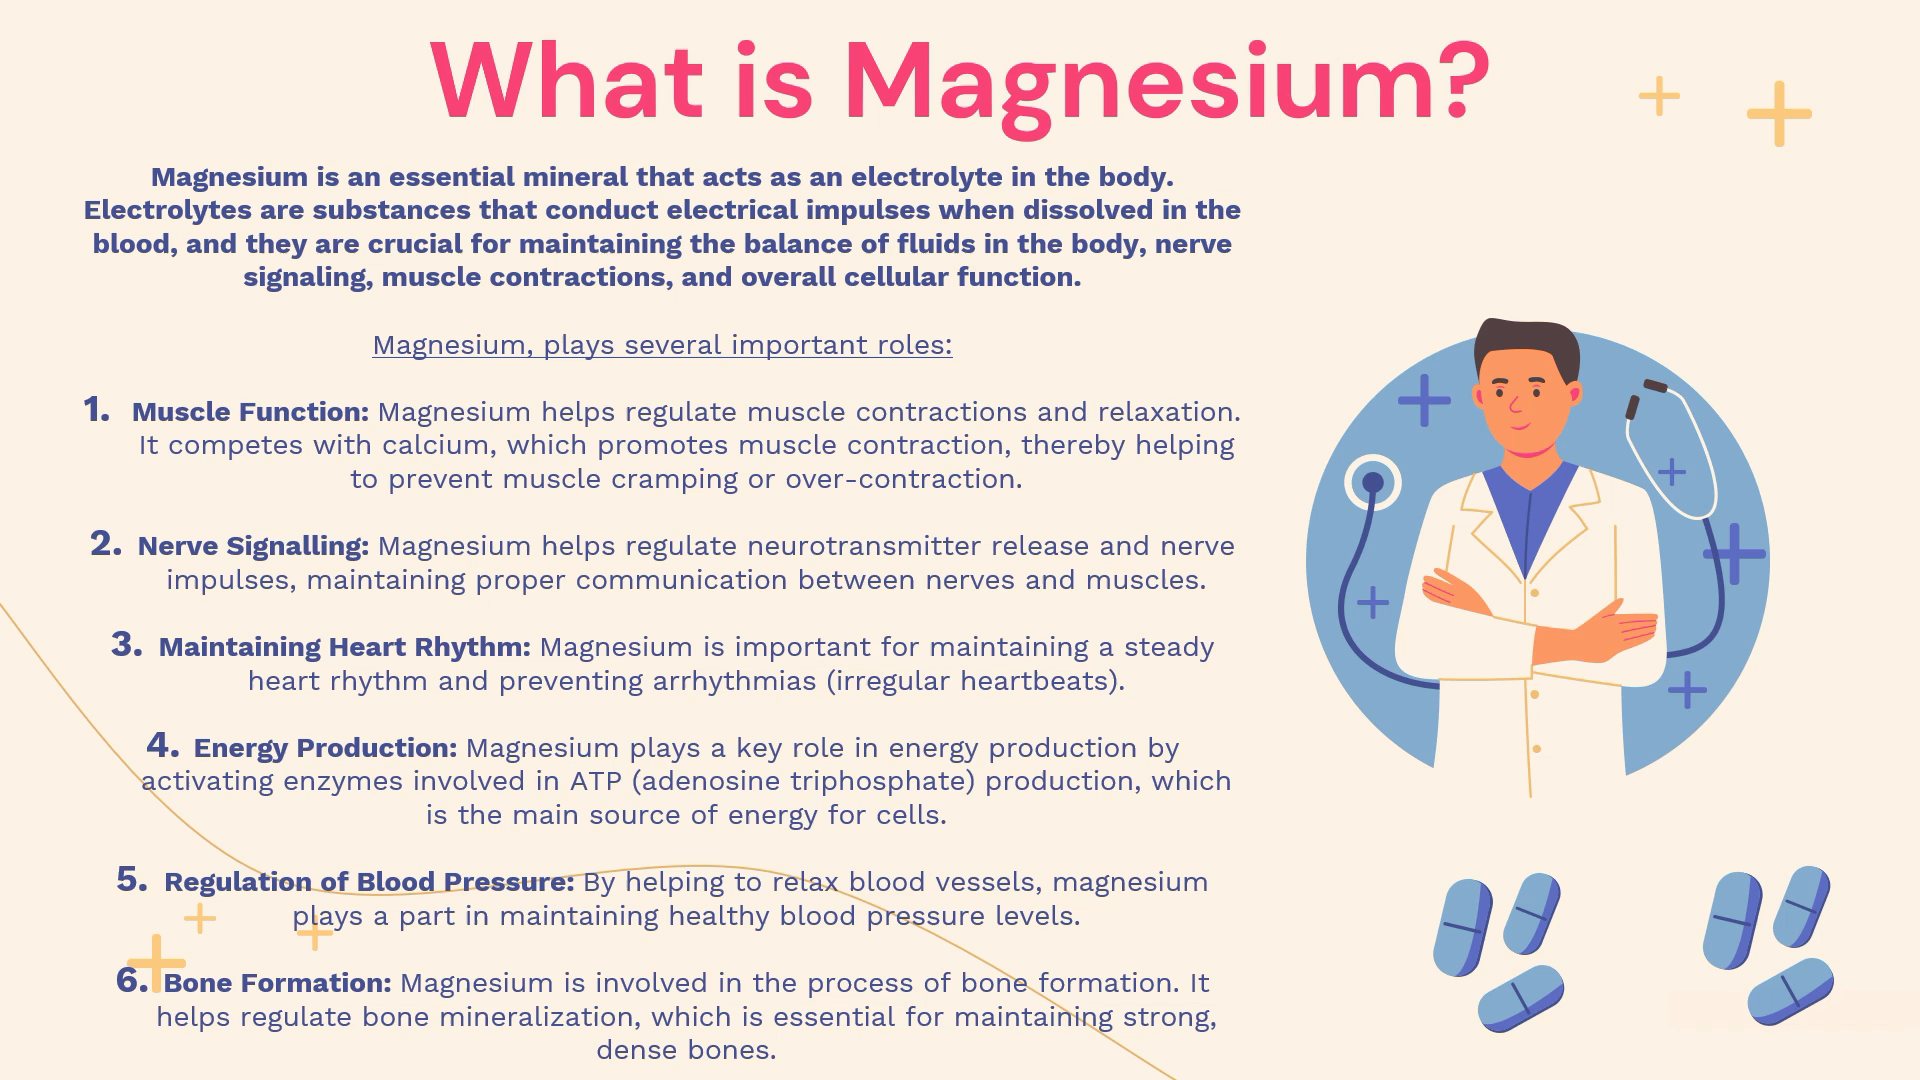 What is Magnesium?
Magnesium is an essential mineral that acts as an electrolyte in the body.
Electrolytes are substances that conduct electrical impulses when dissolved in the
blood, and they are crucial for maintaining the balance of fluids in the body, nerve
signaling, muscle contractions, and overall cellular function.
Magnesium, plays several important roles:
1. Muscle Function: Magnesium helps regulate muscle contractions and relaxation.
It competes with calcium, which promotes muscle contraction, thereby helping
to prevent muscle cramping or over-contraction.
2. Nerve Signalling: Magnesium helps regulate neurotransmitter release and nerve
impulses, maintaining proper communication between nerves and muscles.
3. Maintaining Heart Rhythm: Magnesium is important for maintaining a steady
heart rhythm and preventing arrhythmias (irregular heartbeats).
4. Energy Production: Magnesium plays a key role in energy production by
activating enzymes involved in ATP (adenosine triphosphate) production, which
is the main source of energy for cells.
5. Regulation of Blood Pressure: By helping to relax blood vessels, magnesium
plays a part in maintaining healthy blood pressure levels.
6. Bone Formation: Magnesium is involved in the process of bone formation. It
helps regulate bone mineralization, which is essential for maintaining strong,
dense bones.